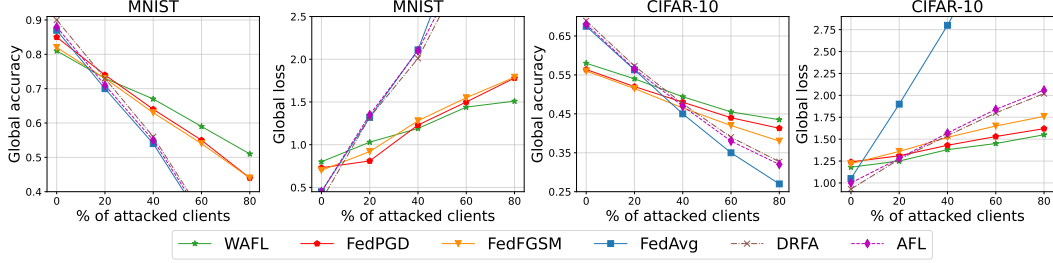 MNIST
Global accuracy
0.9
0.8
0.7
0.6
0.5
0.4
0 20 40 60 80
% of attacked clients
MNIST
Global loss
2.5
2.0
1.5
1.0
0.5
0 20 40 60 80
% of attacked clients
CIFAR-10
Global accuracy
0.65
0.55
0.45
0.35
0.25
0 20 40 60 80
% of attacked clients
CIFAR-10
Global loss
2.75
2.50
2.25
2.00
1.75
1.50
1.25
1.00
0 20 40 60 80
% of attacked clients
WAFL FedPGD FedFGSM FedAvg DRFA AFL